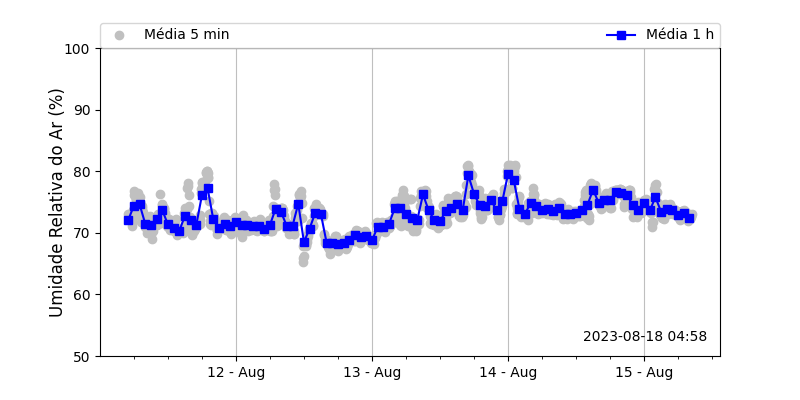 Média 5 min
Média 1 h
Umidade Relativa do Ar (%)
100
90
80
70
60
50
2023-08-18 04:58
12 - Aug
13 - Aug
14 - Aug
15 - Aug